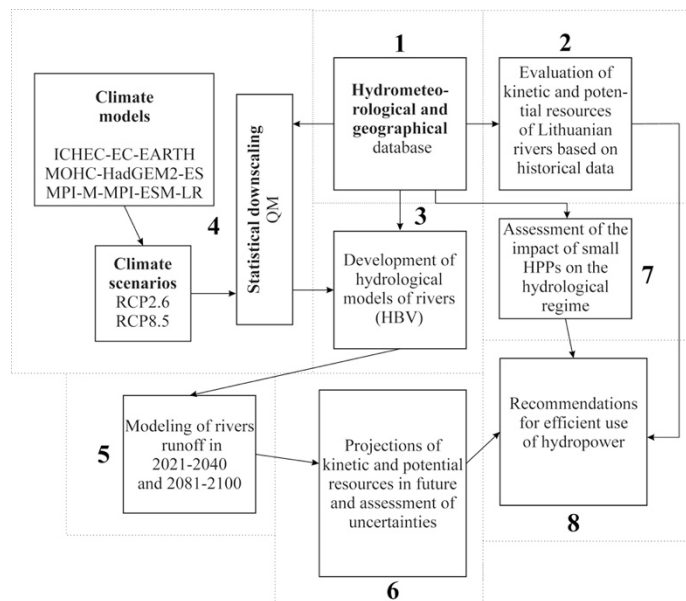 1
Hydrometeo-
rological and
geographical
database
2
Evaluation of
kinetic and poten-
tial resources
of Lithuanian
rivers based on
historical data
Climate
models
ICHEC-EC-EARTH
MOHC-HadGEM2-ES
MPI-M-MPI-ESM-LR
4
Climate
scenarios
RCP2.6
RCP8.5
Statistical downscaling
QM
3
Development of
hydrological
models of rivers
(HBV)
Assessment of the
impact of small
HPPs on the
hydrological
regime
7
5
Modeling of rivers
runoff in
2021-2040
and 2081-2100
Projections of
kinetic and potential
resources in future
and assessment of
uncertainties
6
Recommendations
for efficient use
of hydropower
8